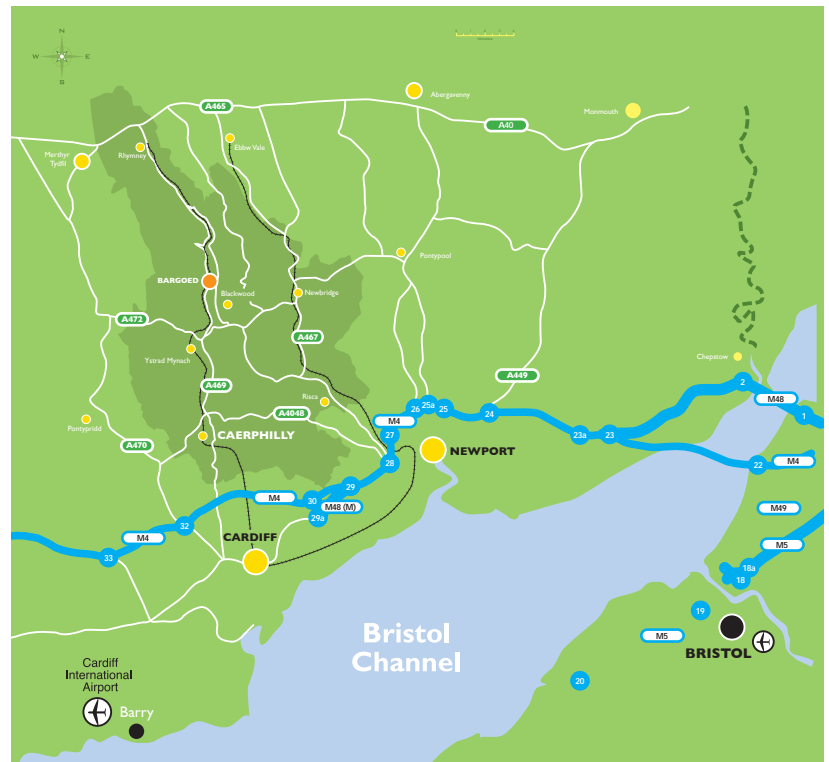 N
W
E
S
Abergavenny
A465
Monmouth
A40
Ebbw Vale
Rhymney
Merthyr
Tydfil
Pontypool
BARGOED
Blackwood
Newbridge
A472
A467
Ystrad Mynach
Chepstow
A469
A449
2
M48
Risca
A4048
26
25a
25
24
1
M4
Pontypridd
27
CAERPHILLY
23a
23
A470
NEWPORT
28
22
M4
29
M4
30
M48 (M)
M49
29a
32
M4
CARDIFF
M5
33
18a
18
19
Bristol
Channel
M5
BRISTOL
Cardiff
International
Airport
20
Barry